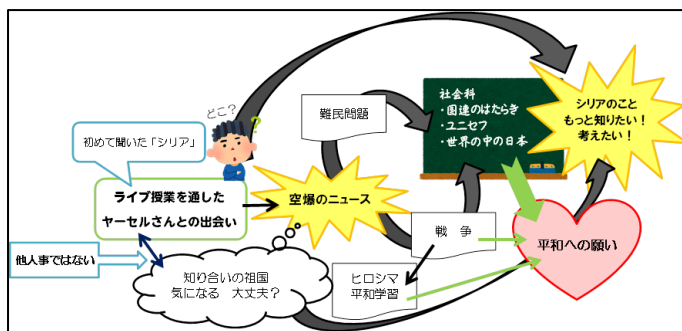 どこ？
？
初めて聞いた「シリア」
ライブ授業を通した
ヤーセルさんとの出会い
他人事ではない
空爆のニュース
知り合いの祖国
気になる　大丈夫？
難民問題
社会科
・国連のはたらき
・ユニセフ
・世界の中の日本
シリアのこと
もっと知りたい！
考えたい！
戦　争
ヒロシマ
平和学習
平和への願い